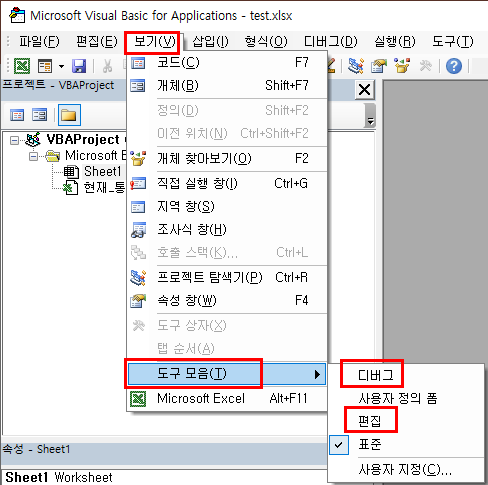 Microsoft Visual Basic for Applications - test.xlsx
파일(F) 편집(E) 보기(V) 삽입(I) 형식(O) 디버그(D) 실행(R) 도구(T)
프로젝트 - VBAProject
VBAProject
Microsoft E
Sheet1
현재_통
코드(C) F7
개체(B) Shift+F7
정의(D) Shift+F2
이전 위치(N) Ctrl+Shift+F2
개체 찾아보기(O) F2
직접 실행 창(I) Ctrl+G
지역 창(S)
조사식 창(H)
호출 스택(K)... Ctrl+L
프로젝트 탐색기(P) Ctrl+R
속성 창(W) F4
도구 상자(X)
탭 순서(A)
도구 모음(T)
Microsoft Excel Alt+F11
디버그
사용자 정의 폼
편집
표준
사용자 지정(C)...
속성 - Sheet1
Sheet1 Worksheet